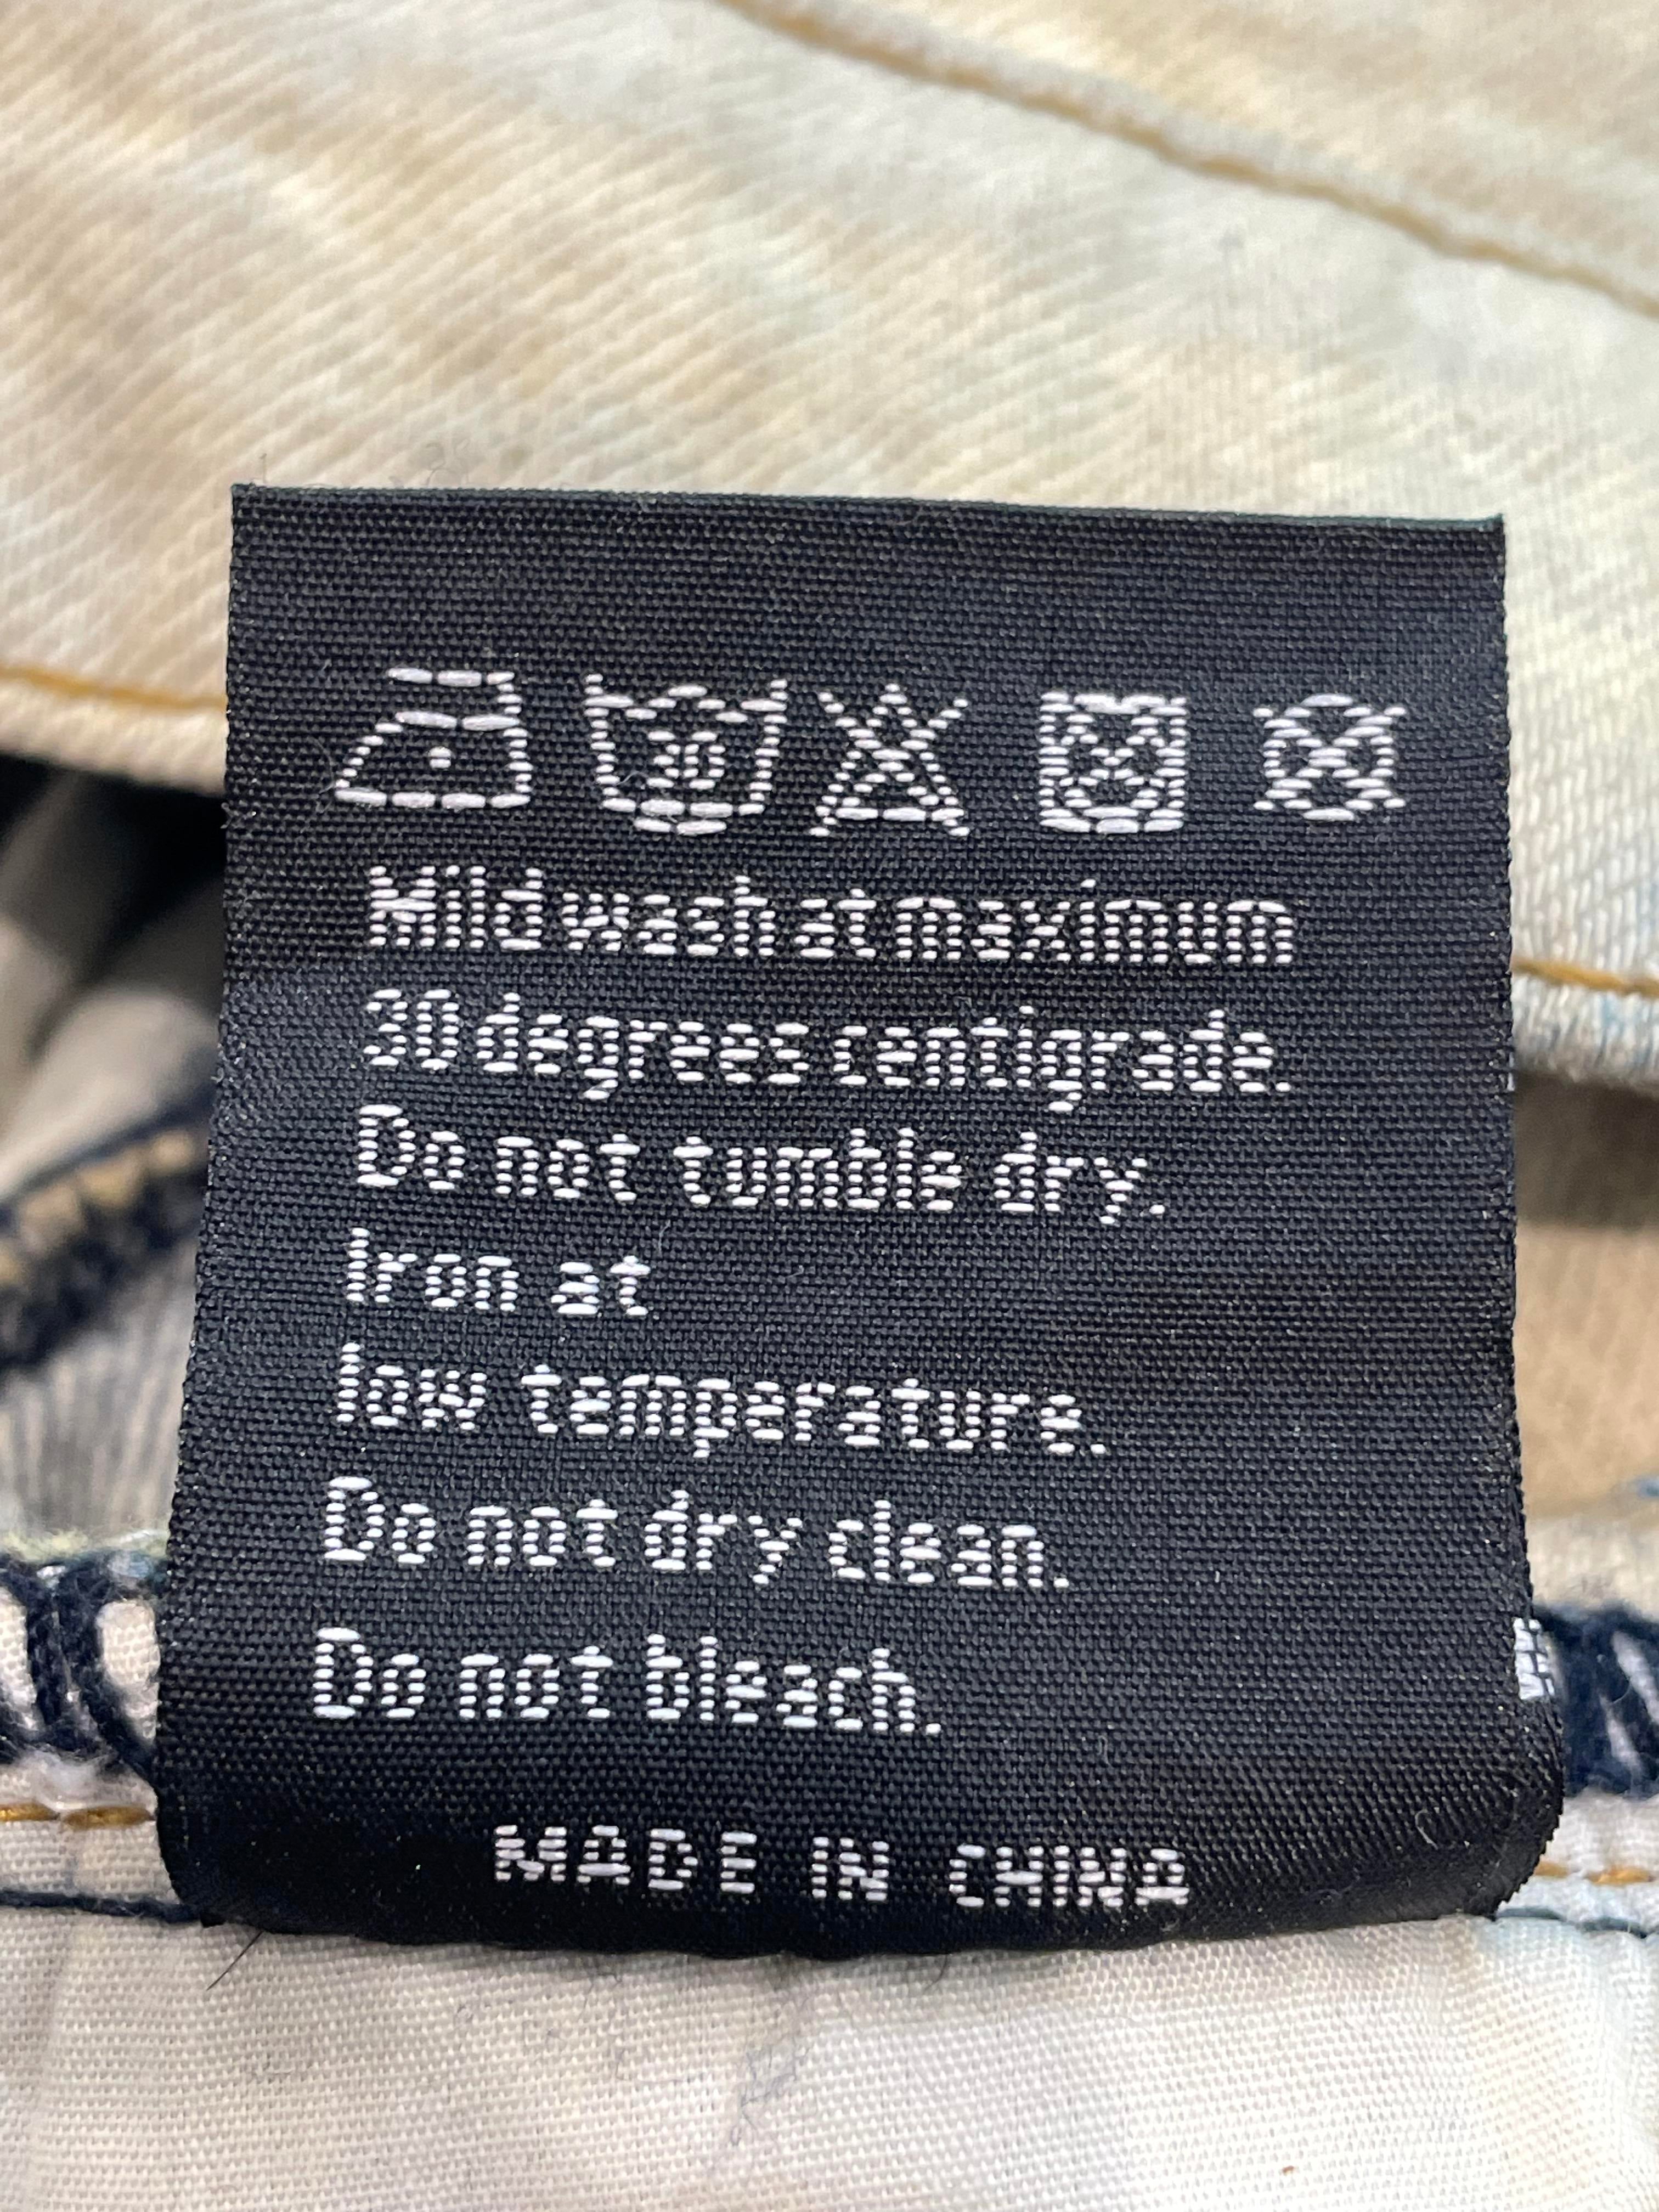 30
Mild wash at maximum
30 degrees centigrade.
Do not tumble dry.
Iron at
low temperature.
Do not dry clean.
Do not bleach.
MADE IN CHINA